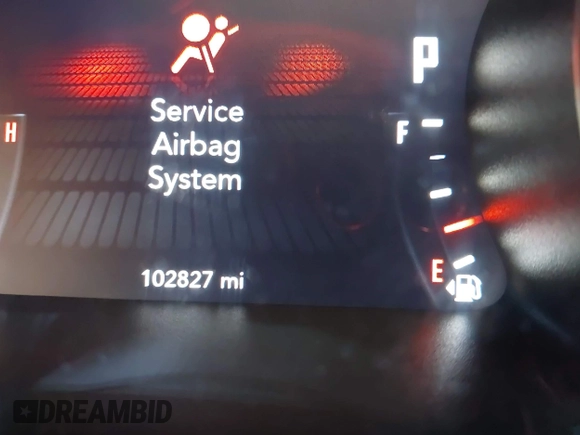 P
Service
Airbag
System
H
F
E
102827 mi
DREAMBID